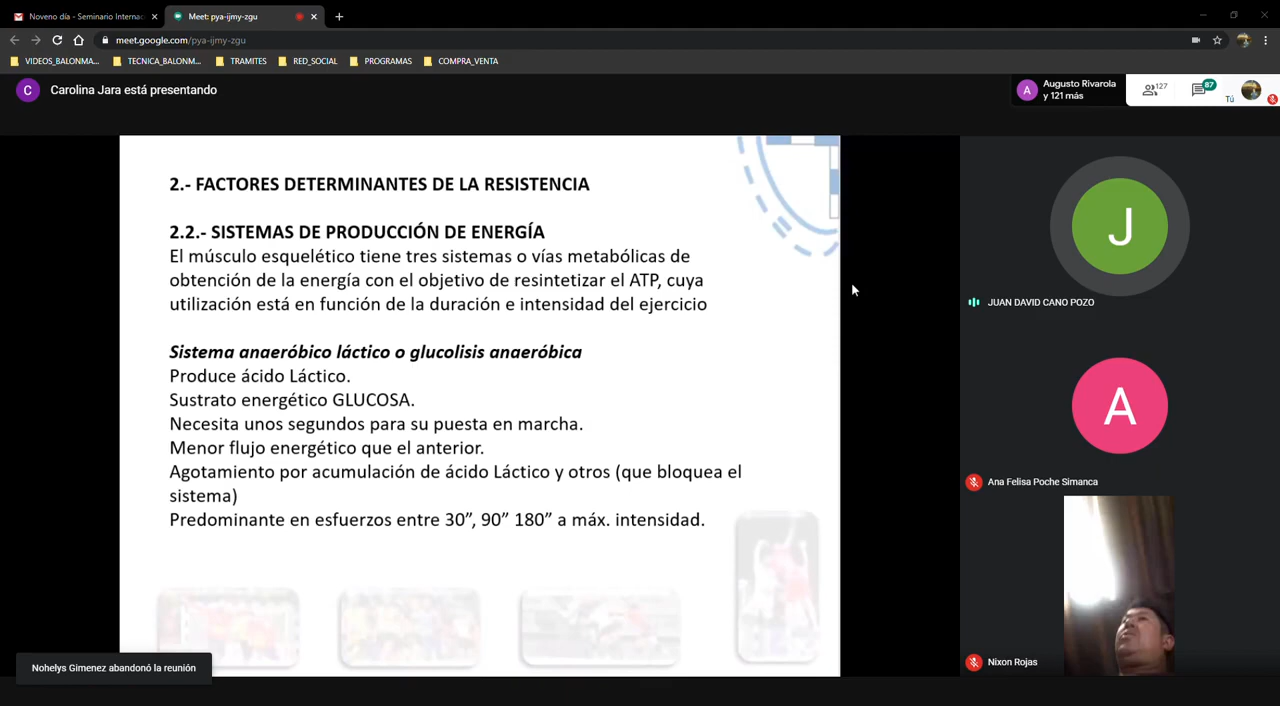 Noveno día - Seminario Interna
Meet: pya-ijmy-zgu
meet.google.com/pya-ijmy-zgu
VIDEOS_BALONMA...
TECNICA_BALONM...
TRAMITES
RED_SOCIAL
PROGRAMAS
COMPRA_VENTA
C
Carolina Jara está presentando
A
Augusto Rivarola
y 121 más
127
87
Tú
2.- FACTORES DETERMINANTES DE LA RESISTENCIA
2.2.- SISTEMAS DE PRODUCCIÓN DE ENERGÍA
El músculo esquelético tiene tres sistemas o vías metabólicas de
obtención de la energía con el objetivo de resintetizar el ATP, cuya
utilización está en función de la duración e intensidad del ejercicio
Sistema anaeróbico láctico o glucolisis anaeróbica
Produce ácido Láctico.
Sustrato energético GLUCOSA.
Necesita unos segundos para su puesta en marcha.
Menor flujo energético que el anterior.
Agotamiento por acumulación de ácido Láctico y otros (que bloquea el
sistema)
Predominante en esfuerzos entre 30”, 90” 180” a máx. intensidad.
J
JUAN DAVID CANO POZO
A
Ana Felisa Poche Simanca
Nixon Rojas
Nohelys Gimenez abandonó la reunión